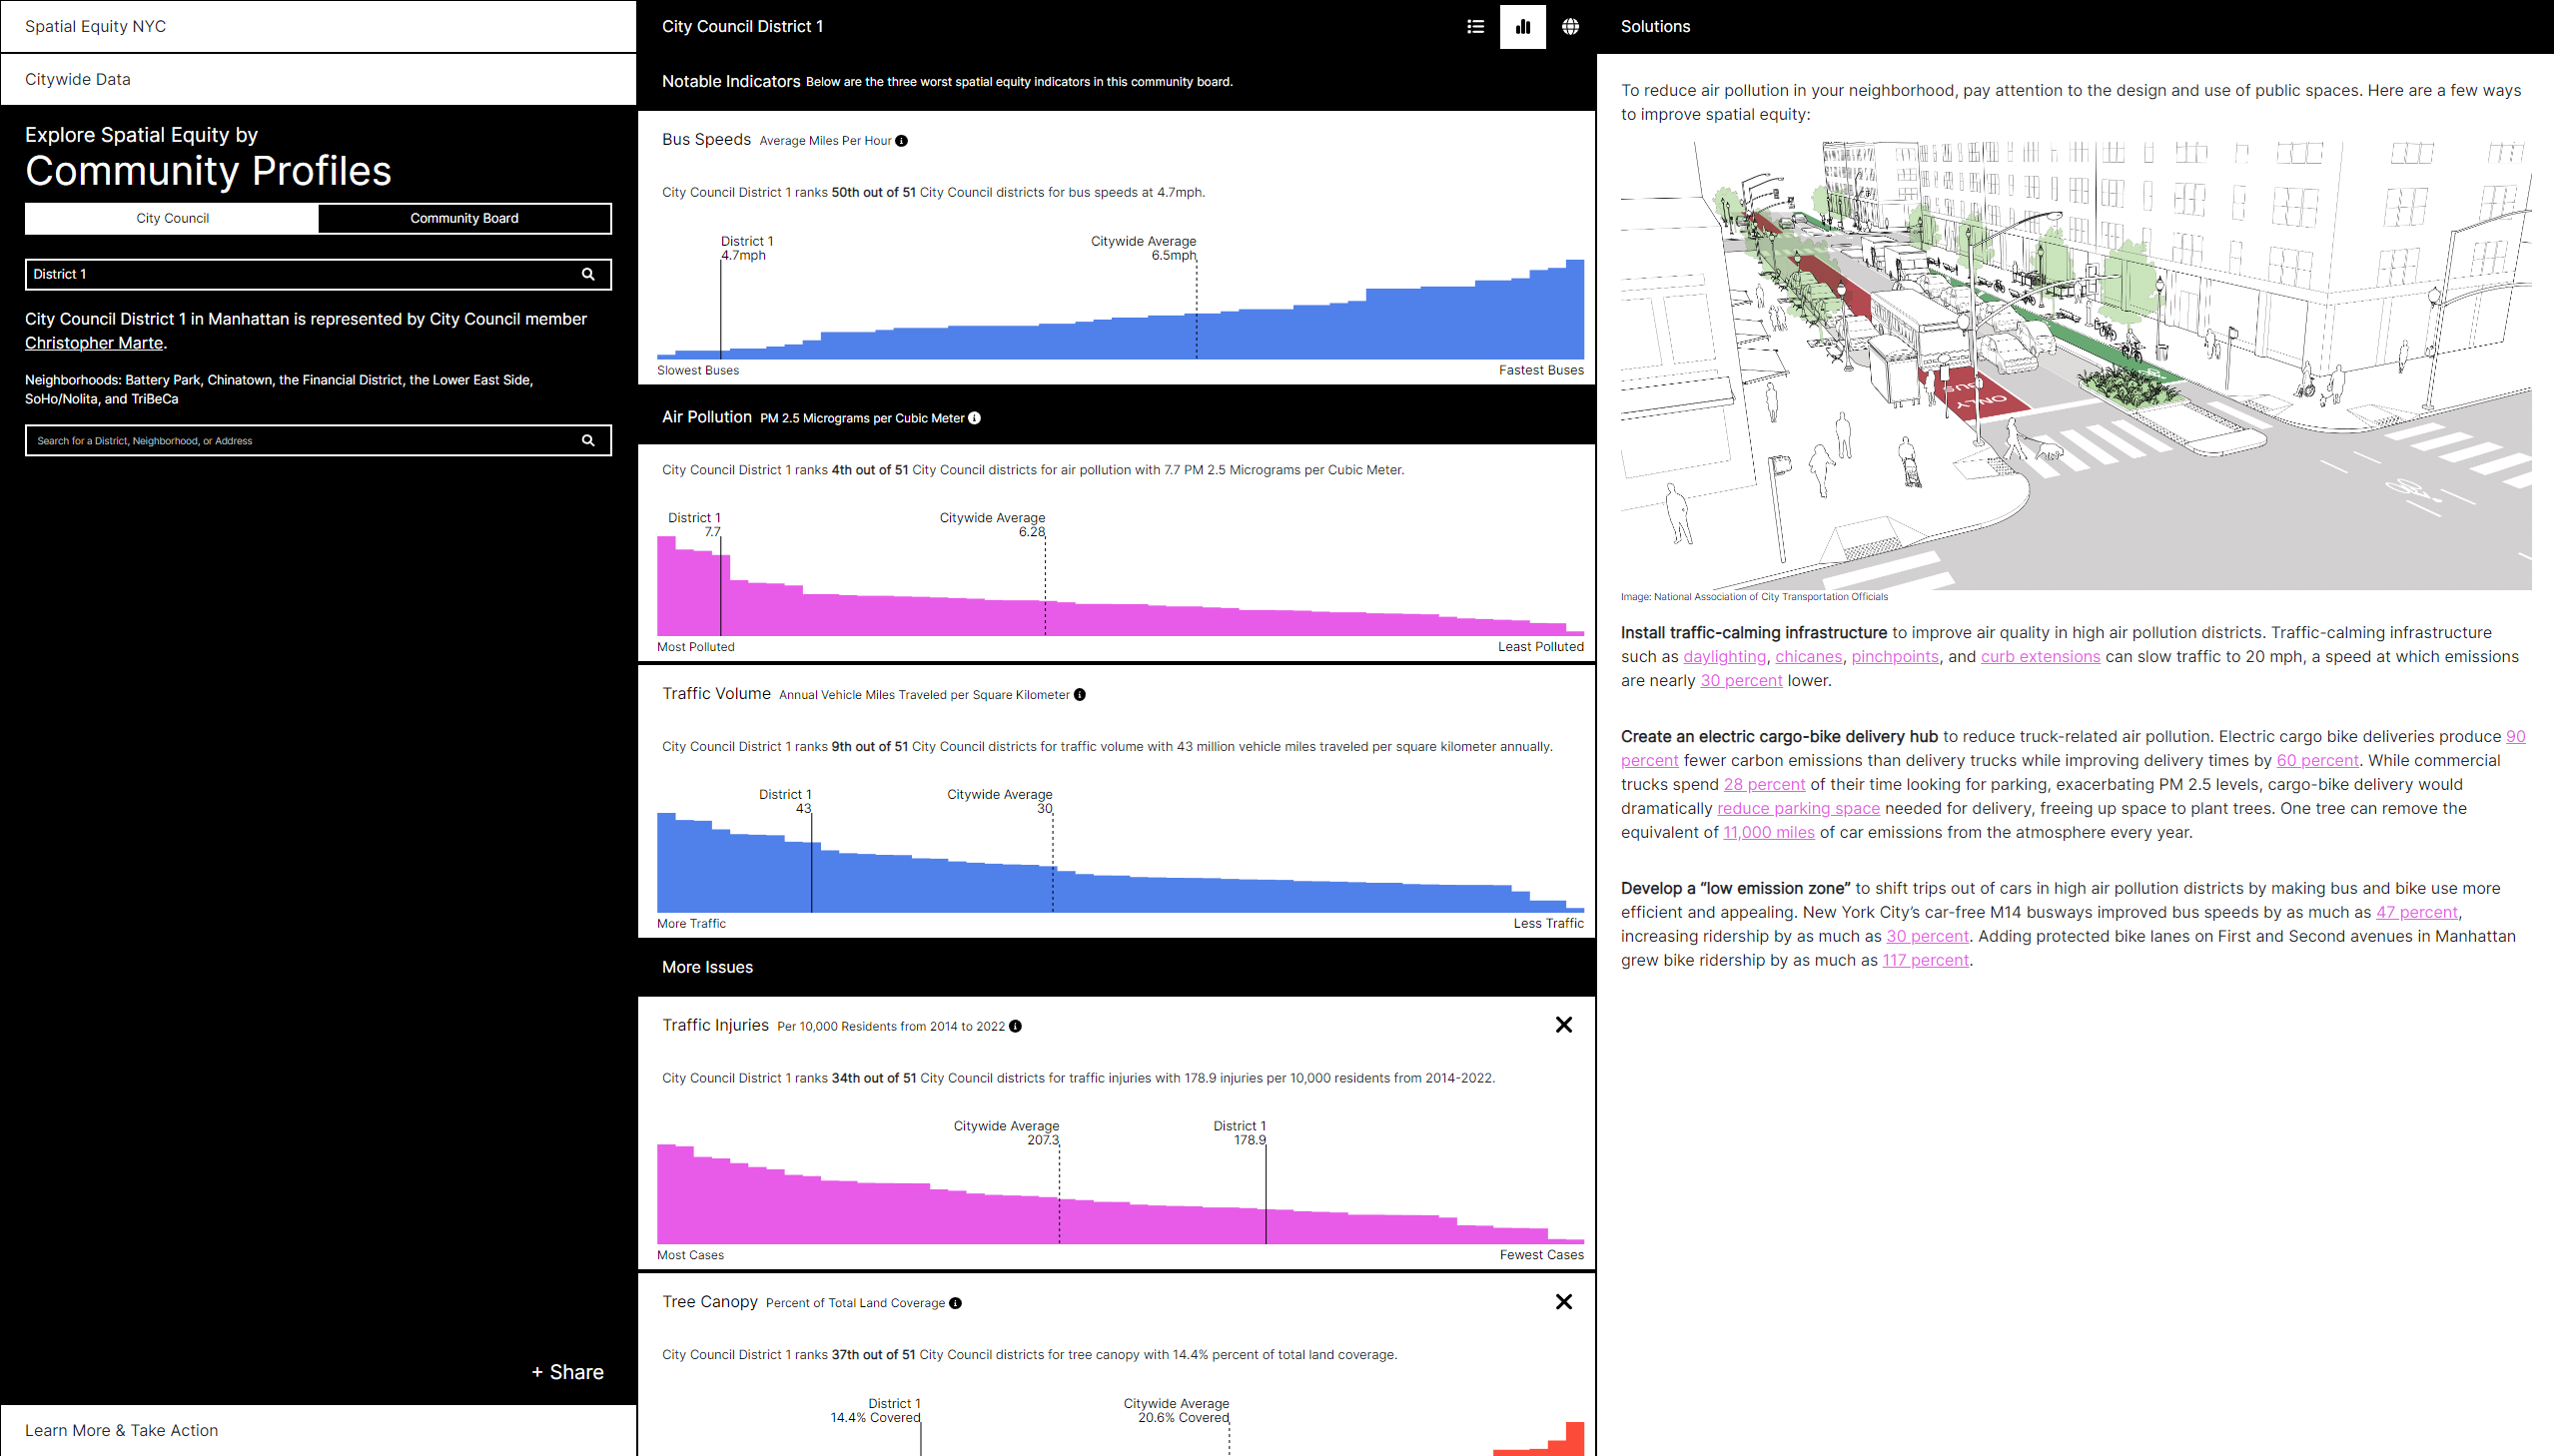 Spatial Equity NYC
Citywide Data
Explore Spatial Equity by
Community Profiles
City Council
Community Board
District 1
City Council District 1 in Manhattan is represented by City Council member
Christopher Marte.
Neighborhoods: Battery Park, Chinatown, the Financial District, the Lower East Side,
SoHo/Nolita, and TriBeCa
Search for a District, Neighborhood, or Address
+ Share
Learn More & Take Action
City Council District 1
Notable Indicators Below are the three worst spatial equity indicators in this community board.
Bus Speeds Average Miles Per Hour
City Council District 1 ranks 50th out of 51 City Council districts for bus speeds at 4.7mph.
District 1
4.7mph
Citywide Average
6.5mph
Slowest Buses
Fastest Buses
Air Pollution PM 2.5 Micrograms per Cubic Meter
City Council District 1 ranks 4th out of 51 City Council districts for air pollution with 7.7 PM 2.5 Micrograms per Cubic Meter.
District 1
7.7
Citywide Average
6.28
Most Polluted
Least Polluted
Traffic Volume Annual Vehicle Miles Traveled per Square Kilometer
City Council District 1 ranks 9th out of 51 City Council districts for traffic volume with 43 million vehicle miles traveled per square kilometer annually.
District 1
43
Citywide Average
30
More Traffic
Less Traffic
More Issues
Traffic Injuries Per 10,000 Residents from 2014 to 2022
City Council District 1 ranks 34th out of 51 City Council districts for traffic injuries with 178.9 injuries per 10,000 residents from 2014-2022.
Citywide Average
207.3
District 1
178.9
Most Cases
Fewest Cases
Tree Canopy Percent of Total Land Coverage
City Council District 1 ranks 37th out of 51 City Council districts for tree canopy with 14.4% percent of total land coverage.
District 1
14.4% Covered
Citywide Average
20.6% Covered
Solutions
To reduce air pollution in your neighborhood, pay attention to the design and use of public spaces. Here are a few ways
to improve spatial equity:
BUS
ONLY
Image: National Association of City Transportation Officials
Install traffic-calming infrastructure to improve air quality in high air pollution districts. Traffic-calming infrastructure
such as daylighting, chicanes, pinchpoints, and curb extensions can slow traffic to 20 mph, a speed at which emissions
are nearly 30 percent lower.
Create an electric cargo-bike delivery hub to reduce truck-related air pollution. Electric cargo bike deliveries produce 90
percent fewer carbon emissions than delivery trucks while improving delivery times by 60 percent. While commercial
trucks spend 28 percent of their time looking for parking, exacerbating PM 2.5 levels, cargo-bike delivery would
dramatically reduce parking space needed for delivery, freeing up space to plant trees. One tree can remove the
equivalent of 11,000 miles of car emissions from the atmosphere every year.
Develop a “low emission zone” to shift trips out of cars in high air pollution districts by making bus and bike use more
efficient and appealing. New York City’s car-free M14 busways improved bus speeds by as much as 47 percent,
increasing ridership by as much as 30 percent. Adding protected bike lanes on First and Second avenues in Manhattan
grew bike ridership by as much as 117 percent.